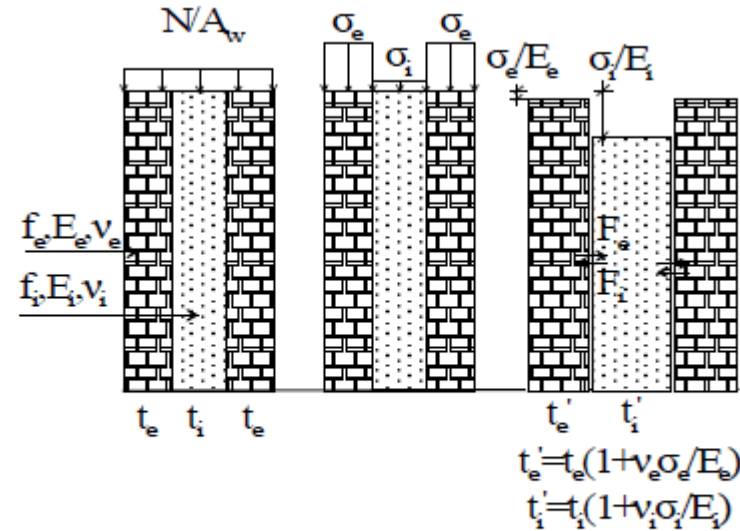 N/A_w
σ_e σ_e
σ_i
σ_e/E_e σ_i/E_i
f_e,E_e,ν_e
f_i,E_i,ν_i
F_e
F_i
t_e t_i t_e
t_e' t_i'
t_e'=t_e(1+ν_eσ_e/E_e)
t_i'=t_i(1+ν_iσ_i/E_i)